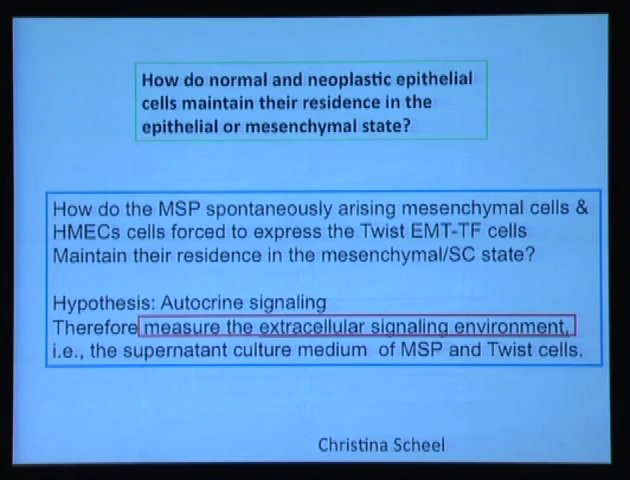 How do normal and neoplastic epithelial
cells maintain their residence in the
epithelial or mesenchymal state?
How do the MSP spontaneously arising mesenchymal cells &
HMECs cells forced to express the Twist EMT-TF cells
Maintain their residence in the mesenchymal/SC state?
Hypothesis: Autocrine signaling
Therefore measure the extracellular signaling environment,
i.e., the supernatant culture medium of MSP and Twist cells.
Christina Scheel